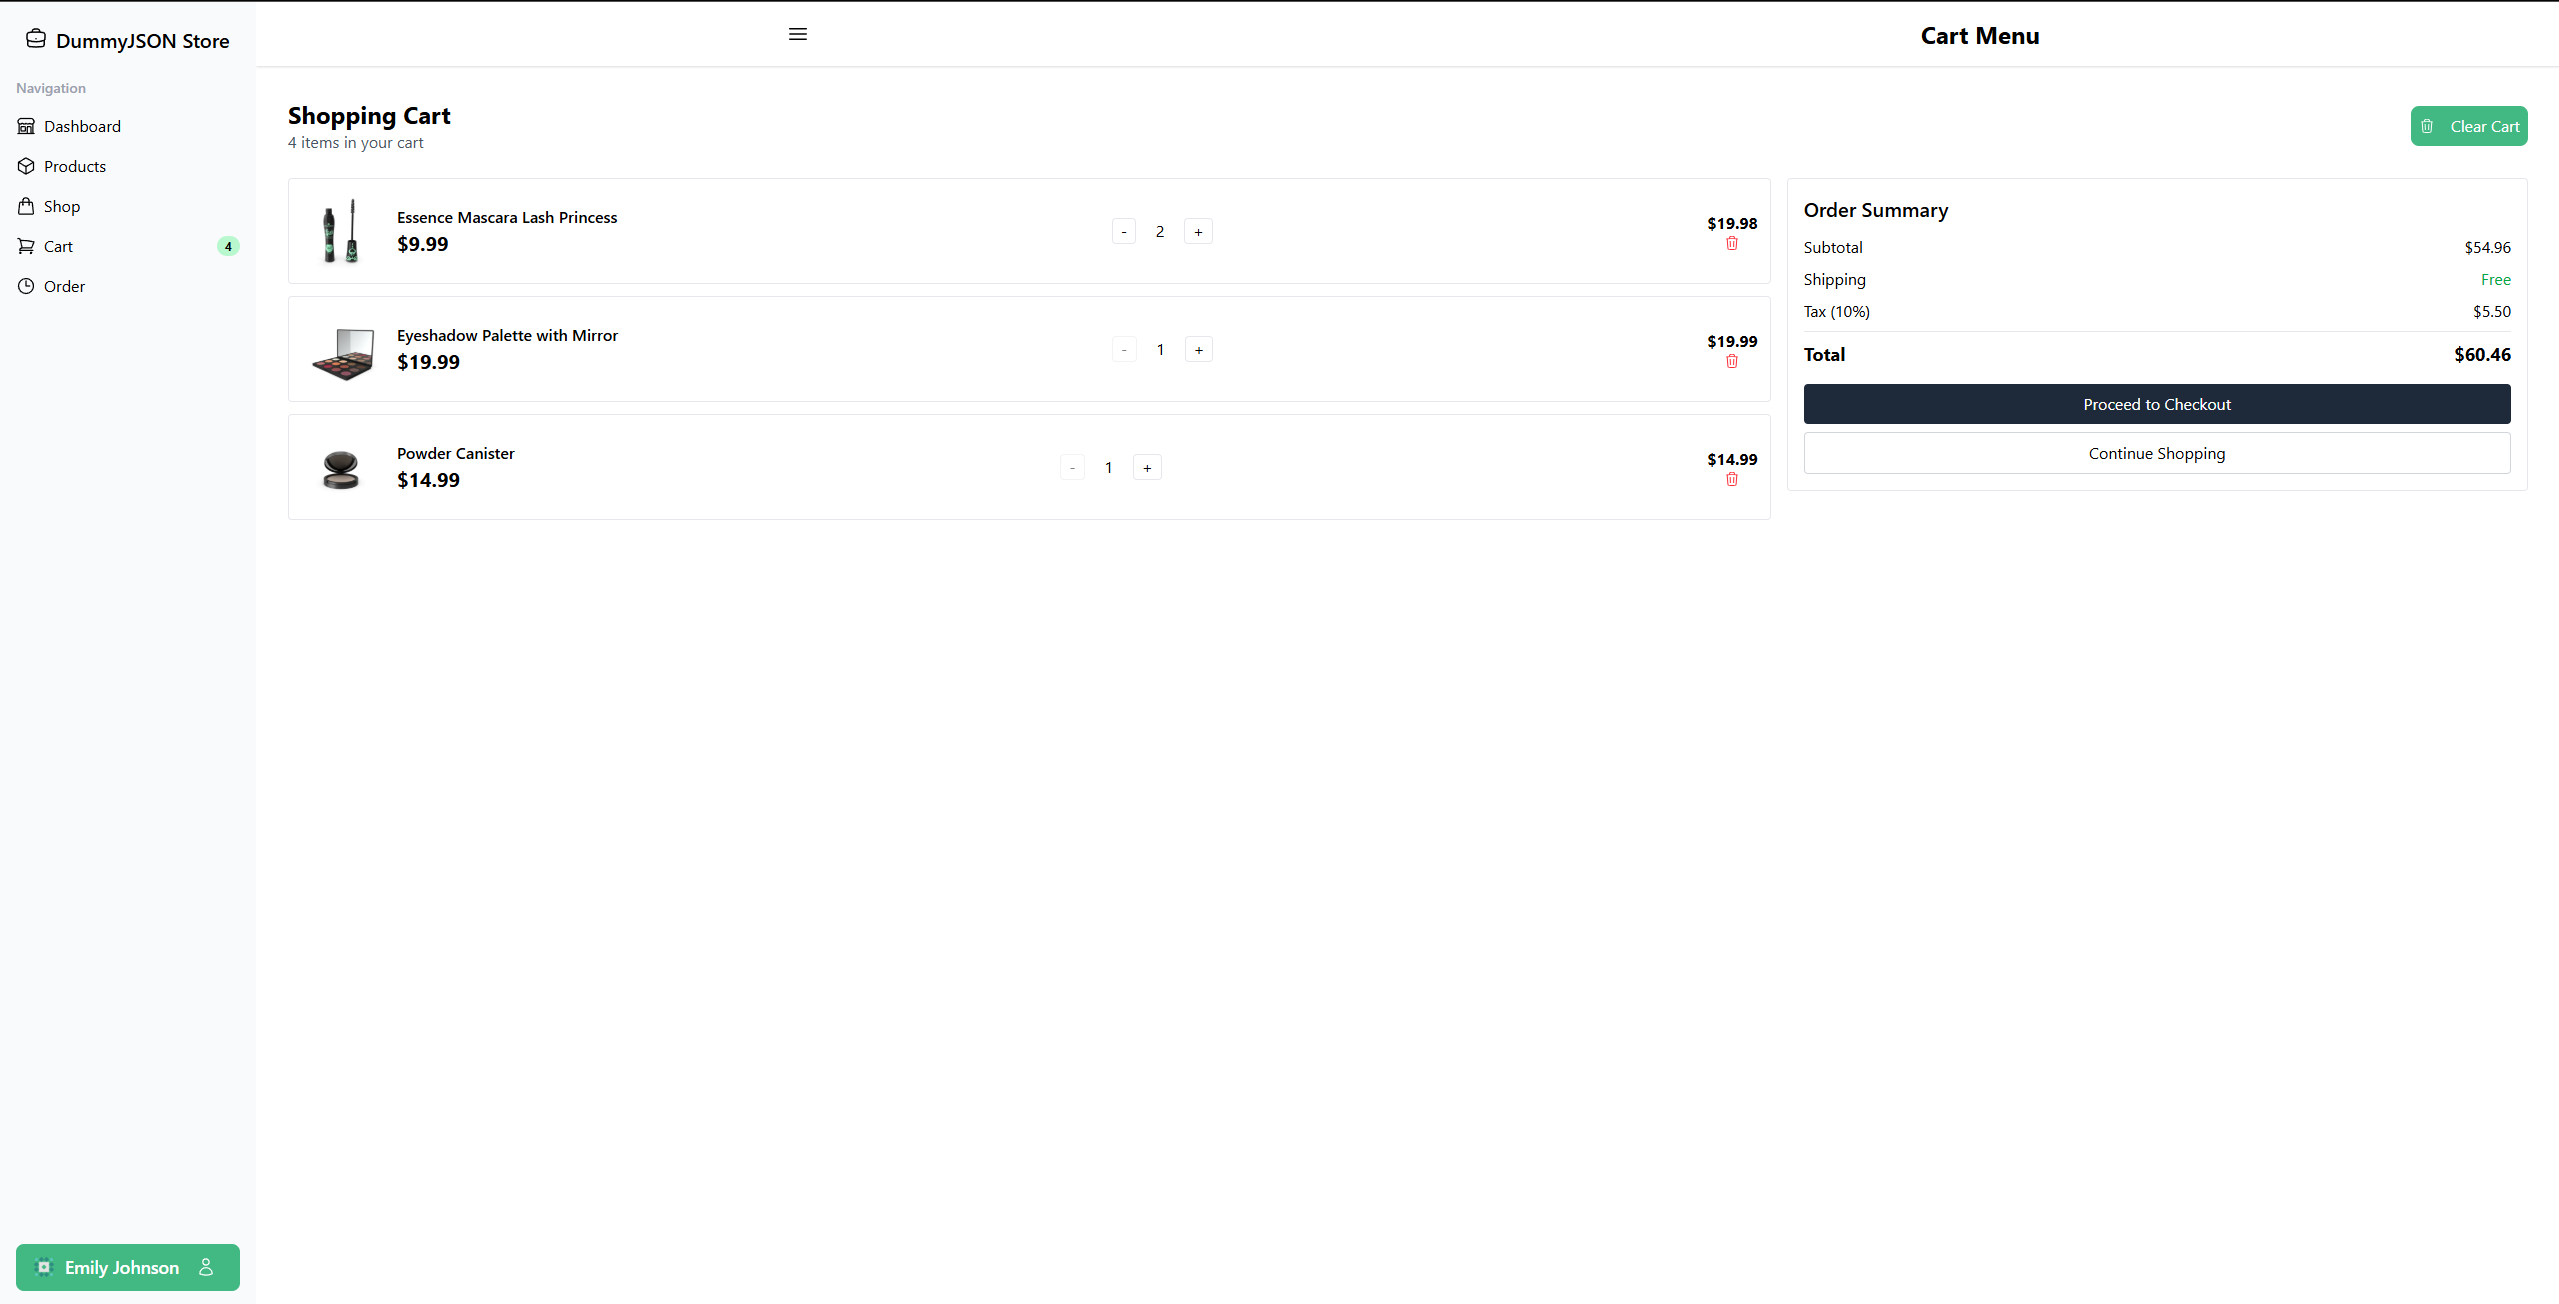 DummyJSON Store
Cart Menu
Navigation
Dashboard
Products
Shop
Cart 4
Order
Shopping Cart
4 items in your cart
Clear Cart
Essence Mascara Lash Princess
$9.99
- 2 +
$19.98
Eyeshadow Palette with Mirror
$19.99
- 1 +
$19.99
Powder Canister
$14.99
- 1 +
$14.99
Order Summary
Subtotal $54.96
Shipping Free
Tax (10%) $5.50
Total $60.46
Proceed to Checkout
Continue Shopping
Emily Johnson